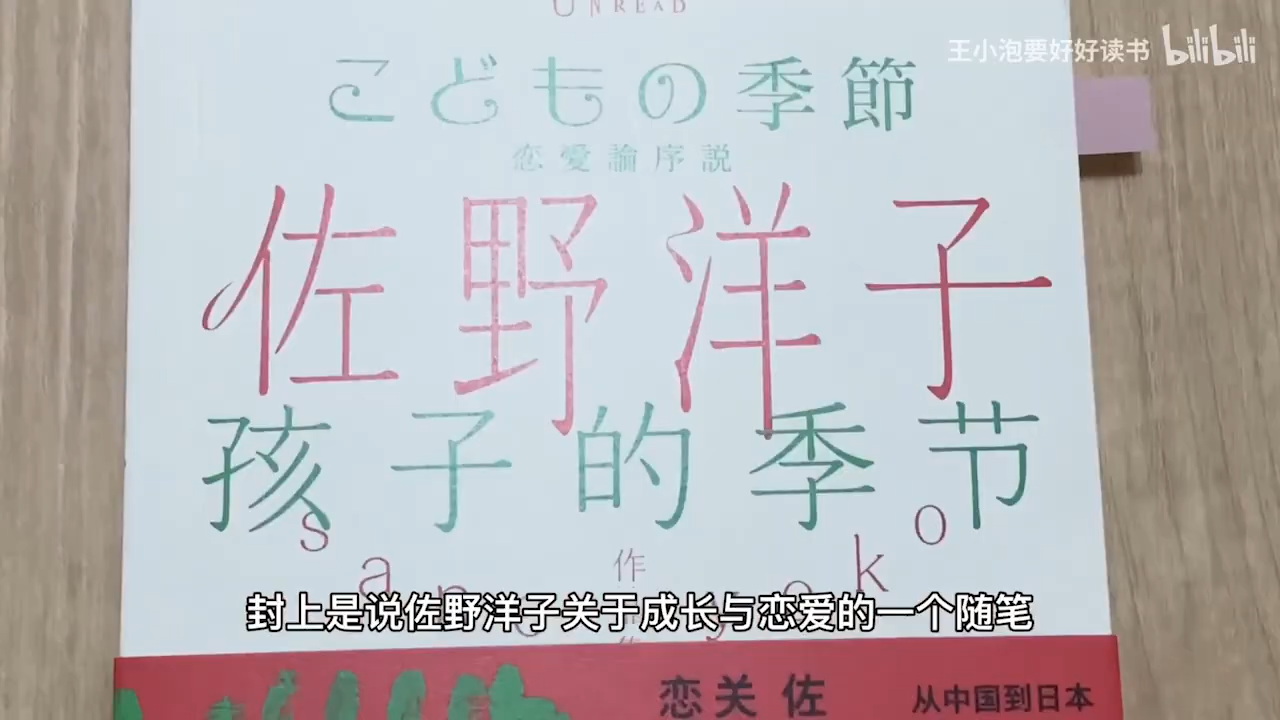 UNREAD
王小泡要好好读书 bilibili
こどもの季節
恋愛論序説
佐野洋子
孩子的季节
sano yoko
作
封上是说佐野洋子关于成长与恋爱的一个随笔
恋关佐
从中国到日本